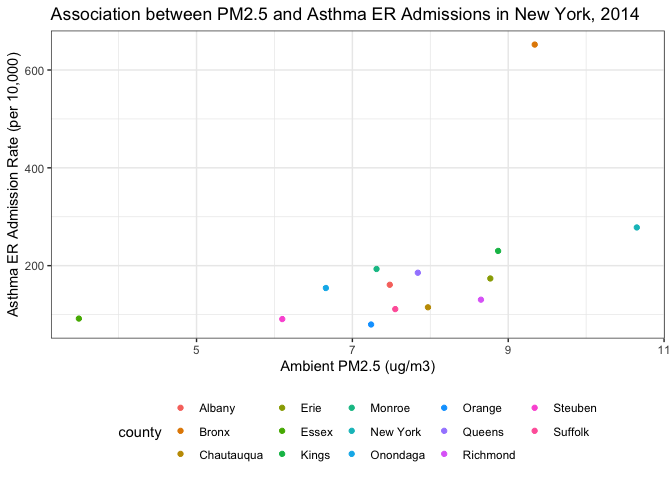 Association between PM2.5 and Asthma ER Admissions in New York, 2014
Asthma ER Admission Rate (per 10,000)
600
400
200
5 7 9 11
Ambient PM2.5 (ug/m3)
county
Albany Erie Monroe Orange Steuben
Bronx Essex New York Queens Suffolk
Chautauqua Kings Onondaga Richmond